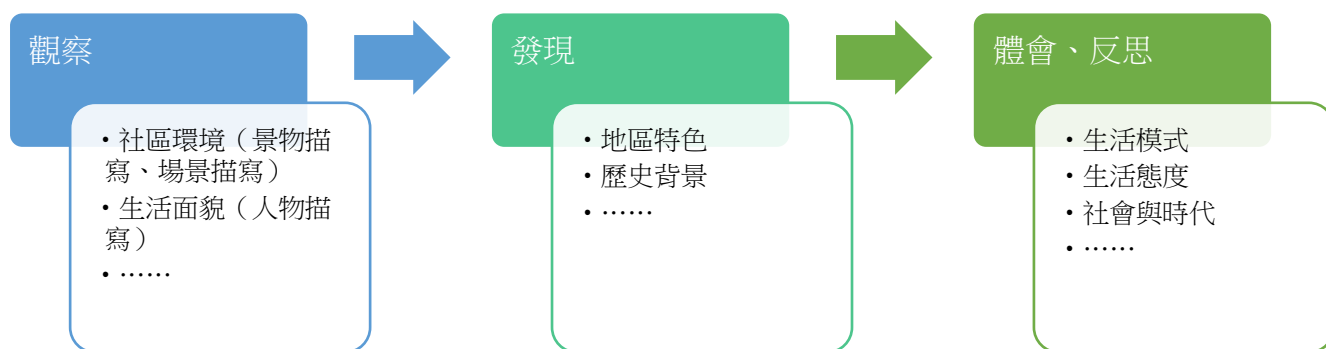 觀察
・社區環境（景物描
寫、場景描寫）
・生活面貌（人物描
寫）
・……
發現
・地區特色
・歷史背景
・……
體會、反思
・生活模式
・生活態度
・社會與時代
・……